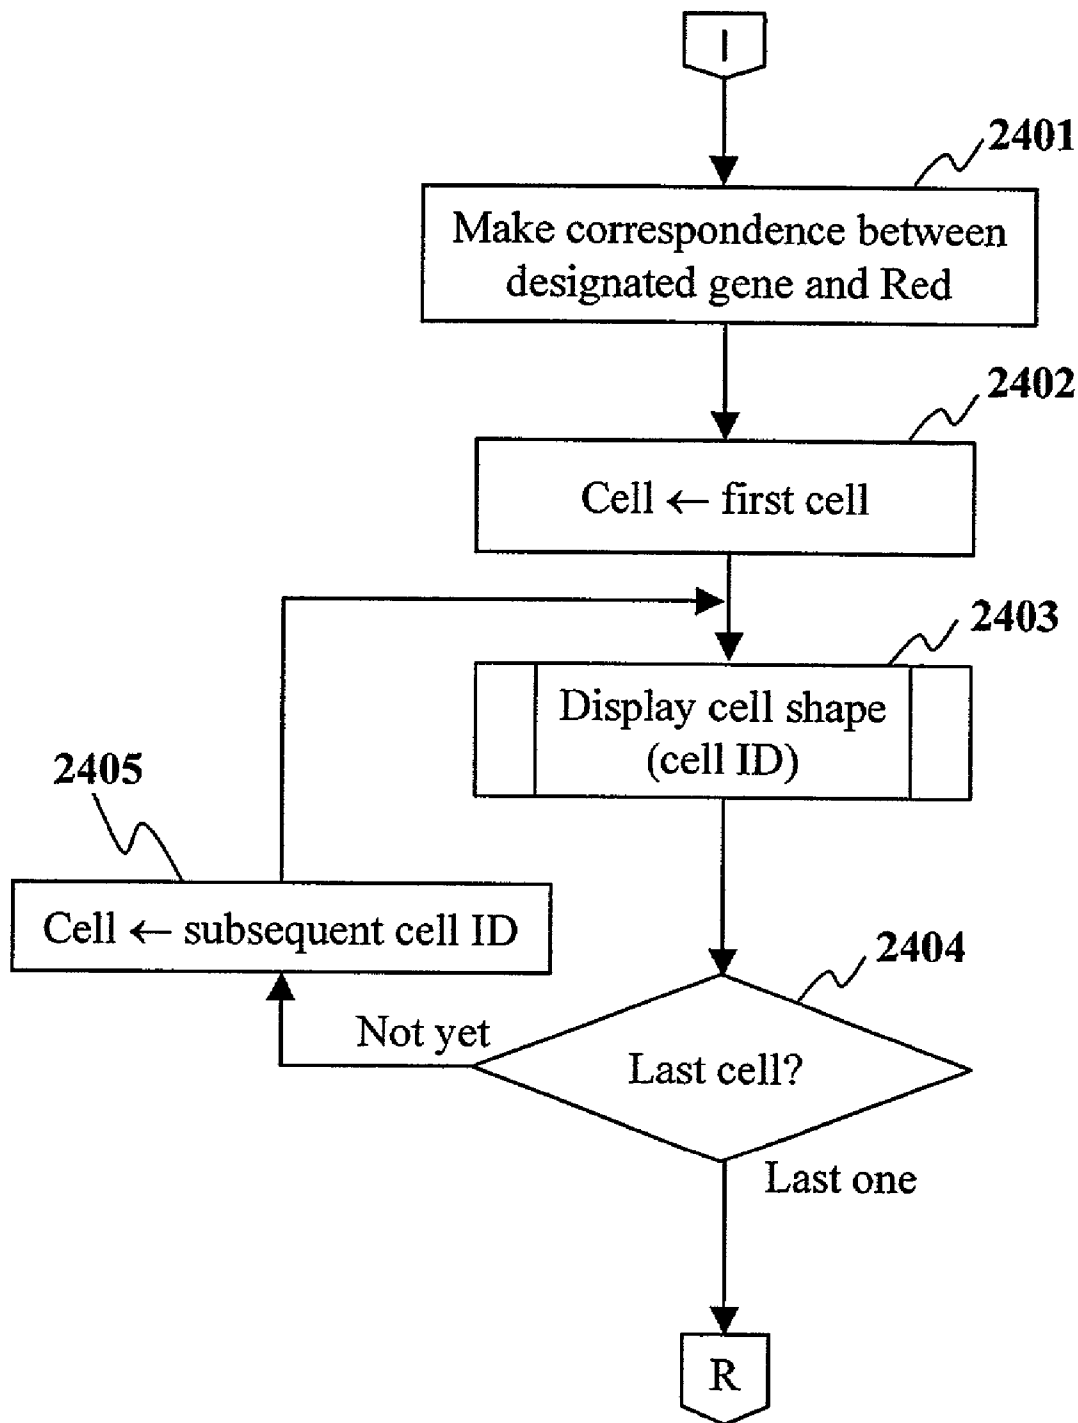 I
2401
Make correspondence between
designated gene and Red
2402
Cell ← first cell
2403
Display cell shape
(cell ID)
2405
Cell ← subsequent cell ID
2404
Not yet
Last cell?
Last one
R